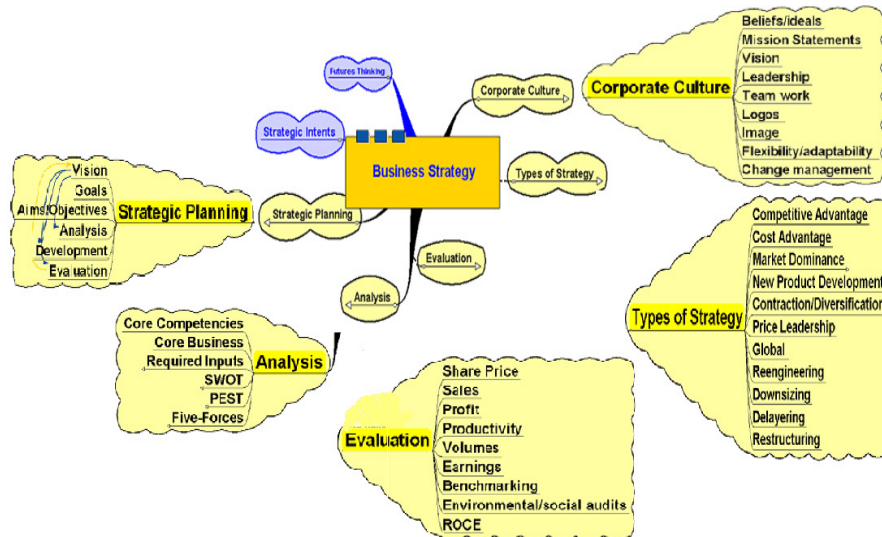 Business Strategy
Futures Thinking
Strategic Intents
Strategic Planning
Analysis
Evaluation
Types of Strategy
Corporate Culture
Corporate Culture
Beliefs/ideals
Mission Statements
Vision
Leadership
Team work
Logos
Image
Flexibility/adaptability
Change management
Types of Strategy
Competitive Advantage
Cost Advantage
Market Dominance
New Product Development
Contraction/Diversification
Price Leadership
Global
Reengineering
Downsizing
Delayering
Restructuring
Evaluation
Share Price
Sales
Profit
Productivity
Volumes
Earnings
Benchmarking
Environmental/social audits
ROCE
Analysis
Core Competencies
Core Business
Required Inputs
SWOT
PEST
Five-Forces
Strategic Planning
Vision
Goals
Aims/Objectives
Analysis
Development
Evaluation